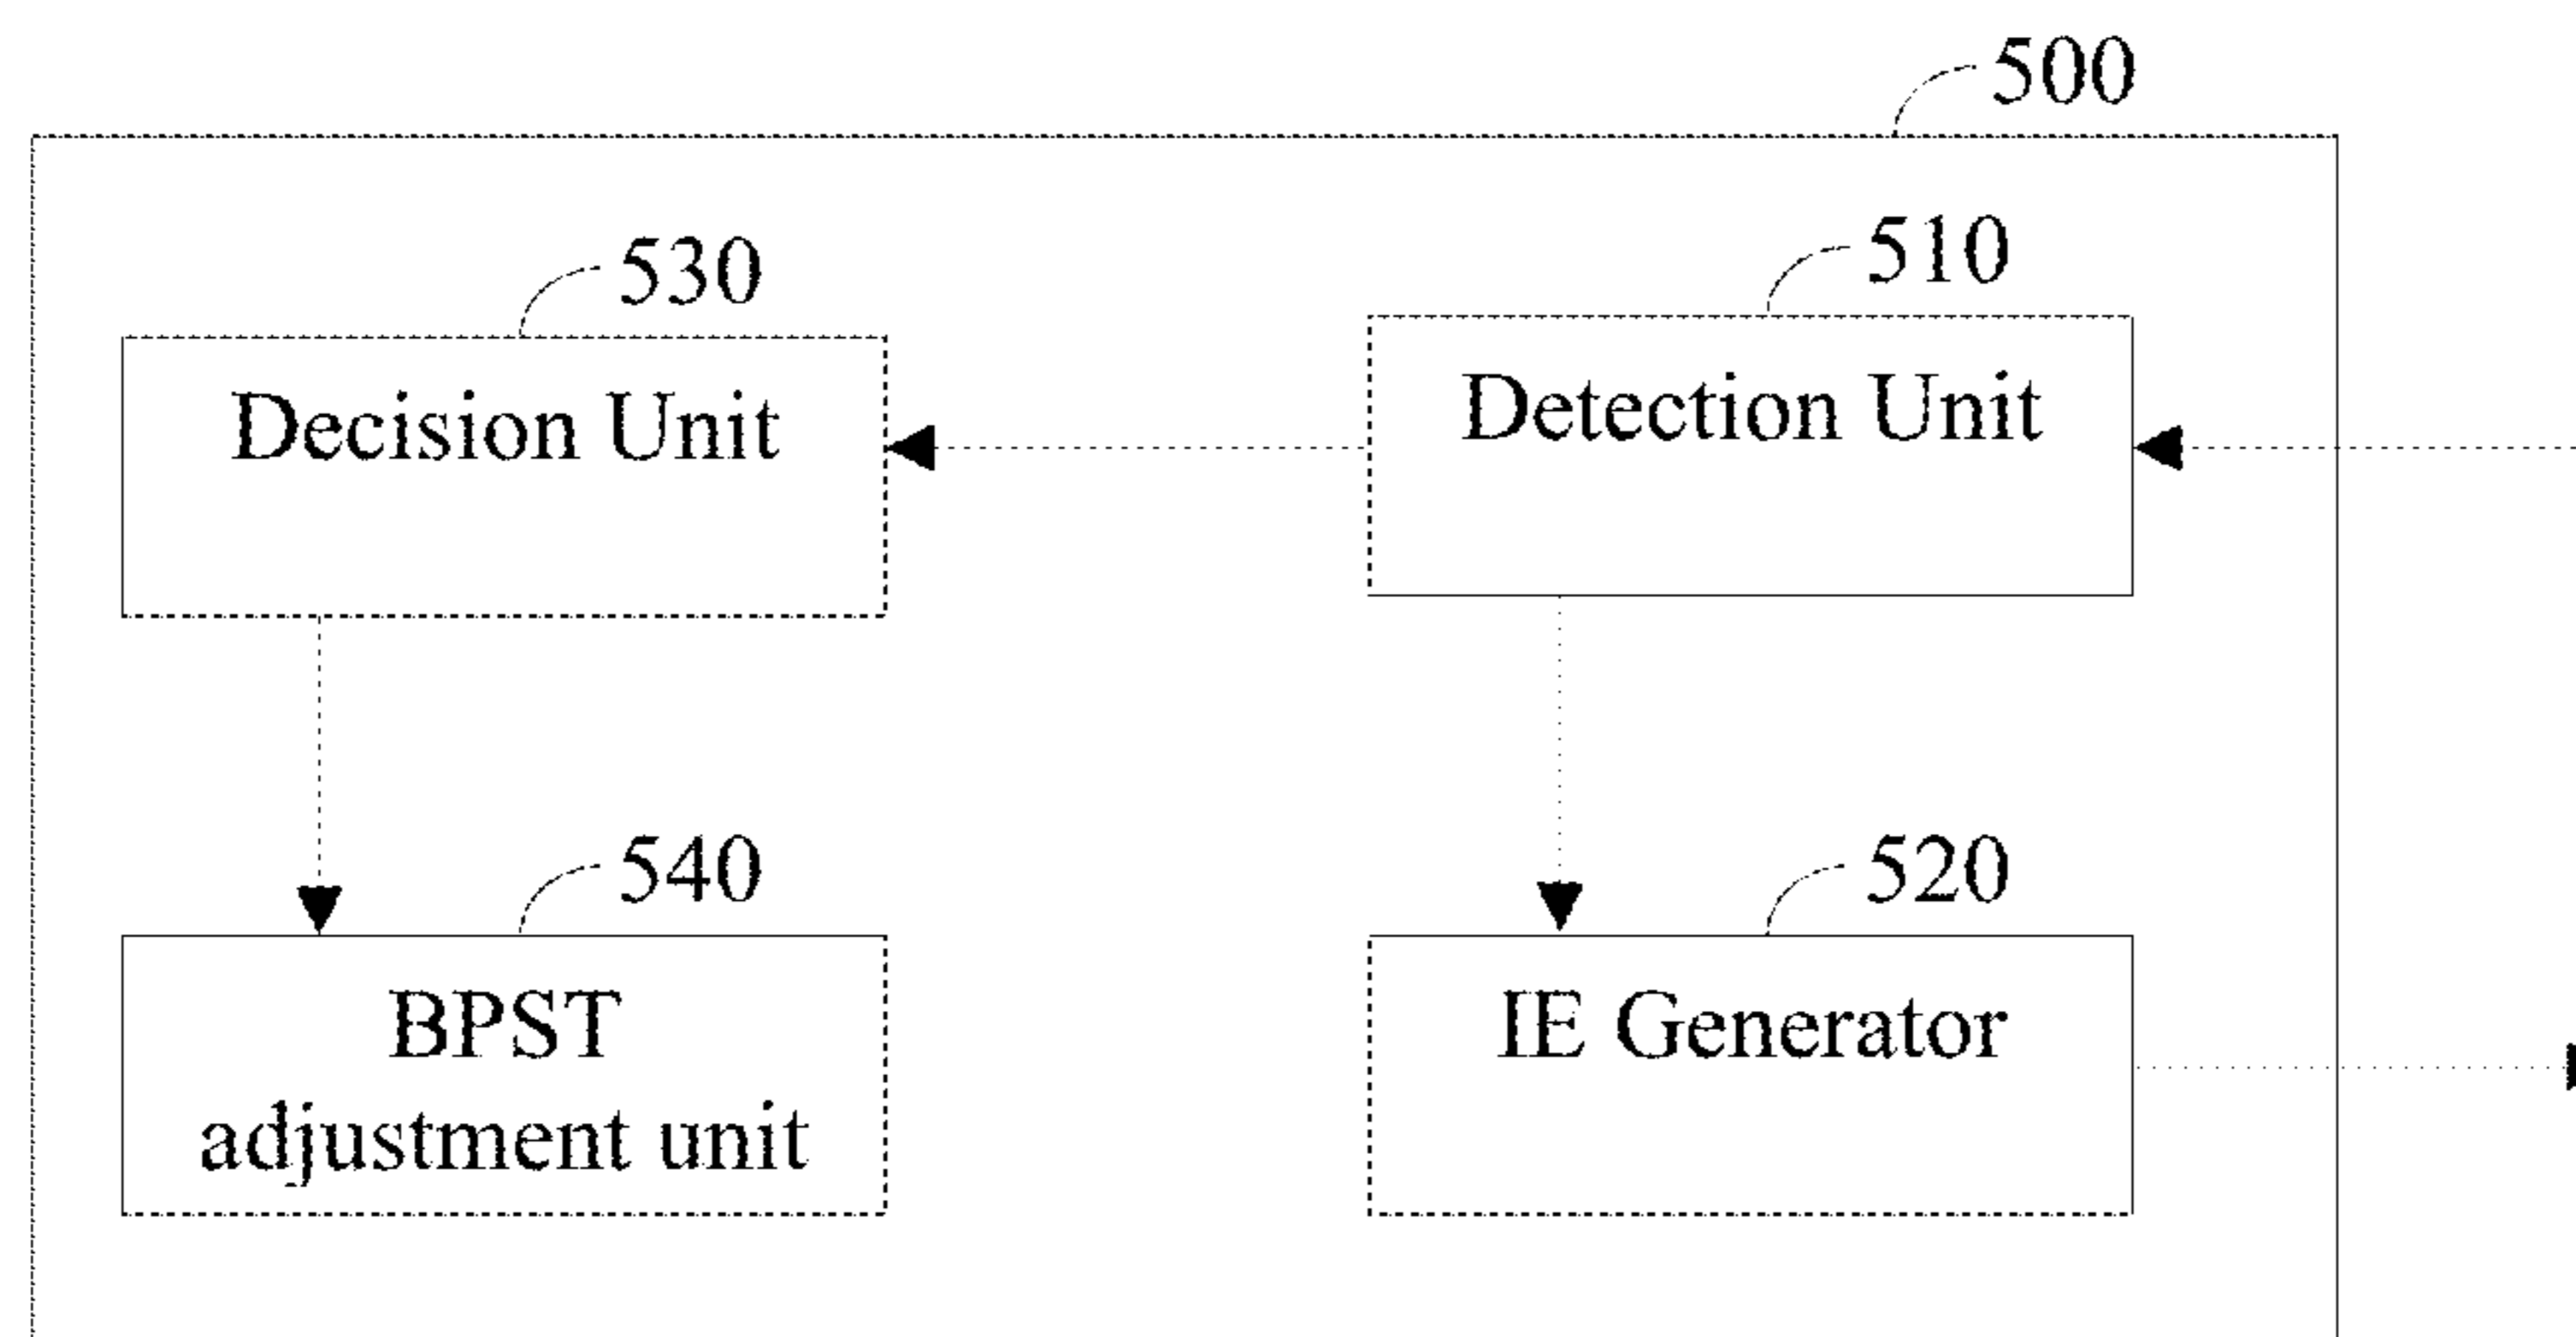 500
530
510
Decision Unit
Detection Unit
540
520
BPST
adjustment unit
IE Generator